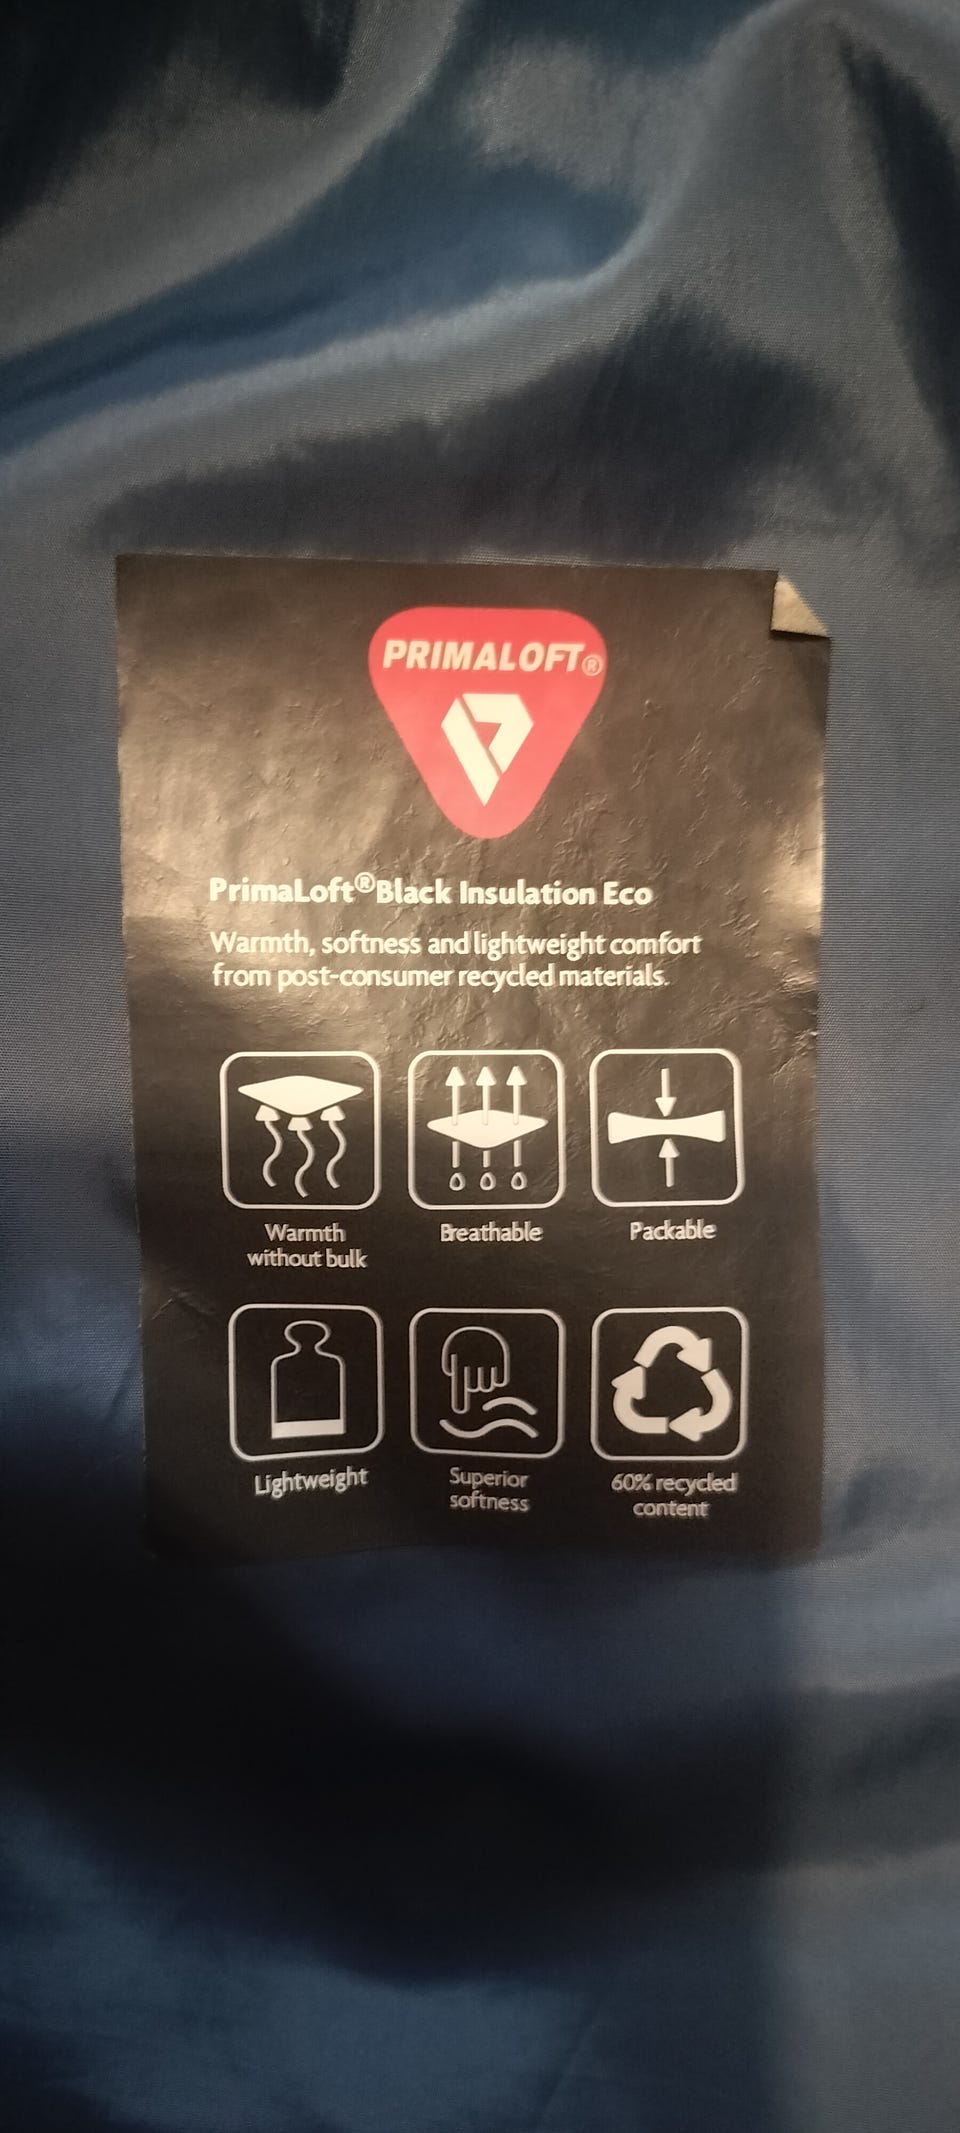 PRIMALOFT®
PrimaLoft® Black Insulation Eco
Warmth, softness and lightweight comfort
from post-consumer recycled materials.
Warmth
without bulk
Breathable
Packable
Lightweight
Superior
softness
60% recycled
content